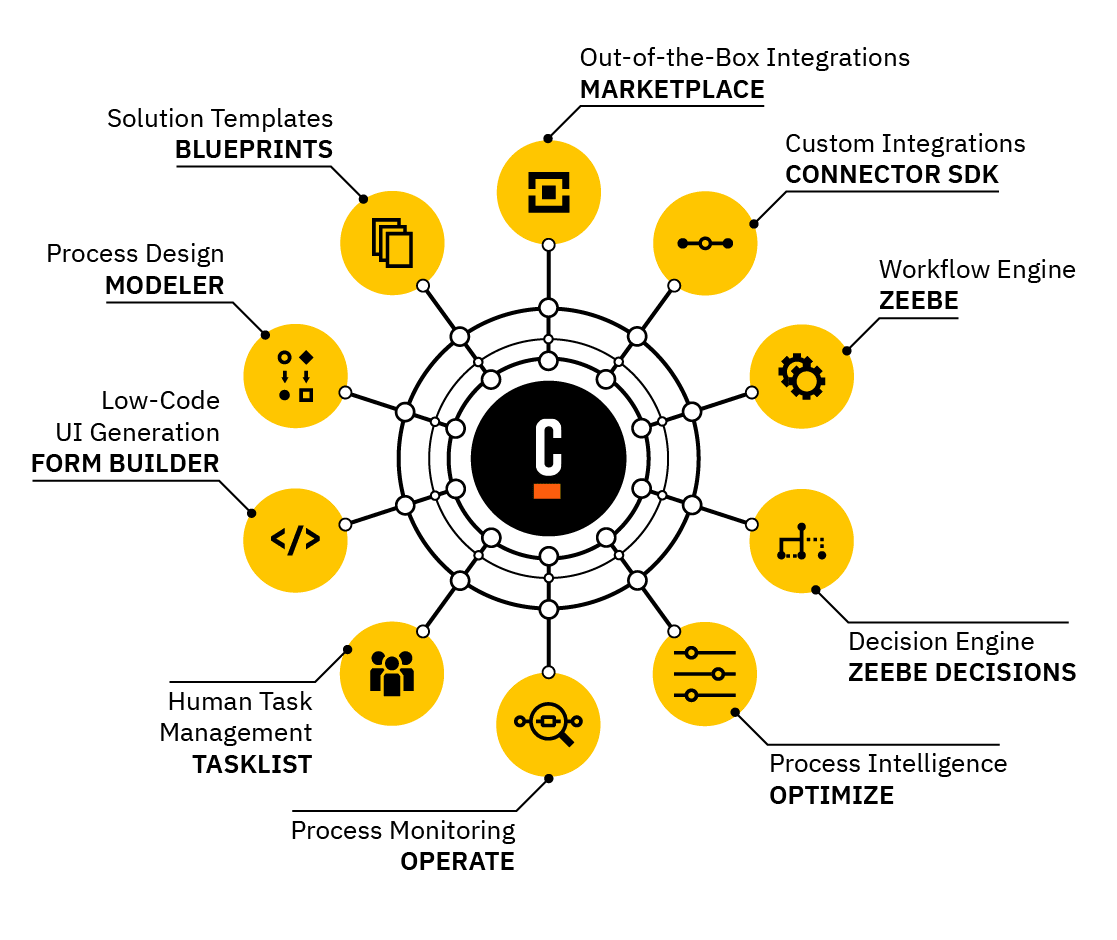 Out-of-the-Box Integrations
MARKETPLACE
Solution Templates
BLUEPRINTS
Custom Integrations
CONNECTOR SDK
Process Design
MODELER
Workflow Engine
ZEEBE
Low-Code
UI Generation
FORM BUILDER
C
</>
Decision Engine
ZEEBE DECISIONS
Human Task
Management
TASKLIST
Process Intelligence
OPTIMIZE
Process Monitoring
OPERATE